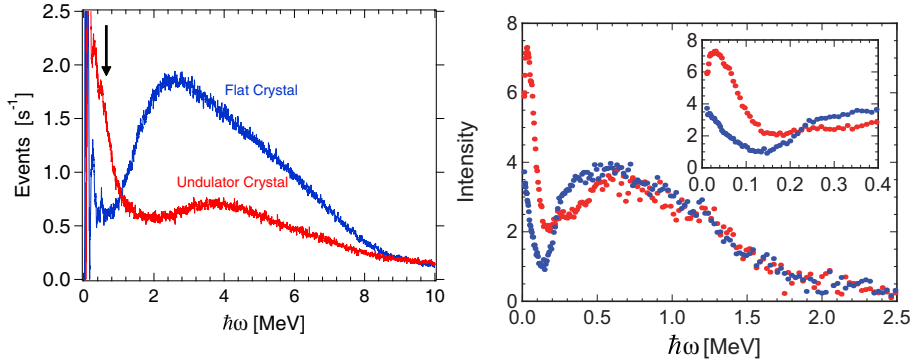 2.5
2.0
1.5
1.0
0.5
0.0
Events [s⁻¹]
Flat Crystal
Undulator Crystal
0 2 4 6 8 10
ħω [MeV]
8
6
4
2
0
Intensity
8
6
4
2
0
0.0 0.1 0.2 0.3 0.4
0.0 0.5 1.0 1.5 2.0 2.5
ħω [MeV]